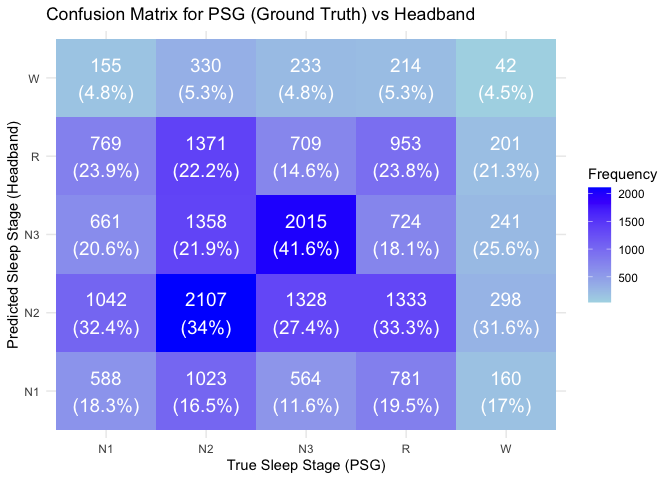 Confusion Matrix for PSG (Ground Truth) vs Headband
Predicted Sleep Stage (Headband)
W
155 330 233 214 42
(4.8%) (5.3%) (4.8%) (5.3%) (4.5%)
R
769 1371 709 953 201
(23.9%) (22.2%) (14.6%) (23.8%) (21.3%)
N3
661 1358 2015 724 241
(20.6%) (21.9%) (41.6%) (18.1%) (25.6%)
N2
1042 2107 1328 1333 298
(32.4%) (34%) (27.4%) (33.3%) (31.6%)
N1
588 1023 564 781 160
(18.3%) (16.5%) (11.6%) (19.5%) (17%)
N1 N2 N3 R W
True Sleep Stage (PSG)
Frequency
2000
1500
1000
500